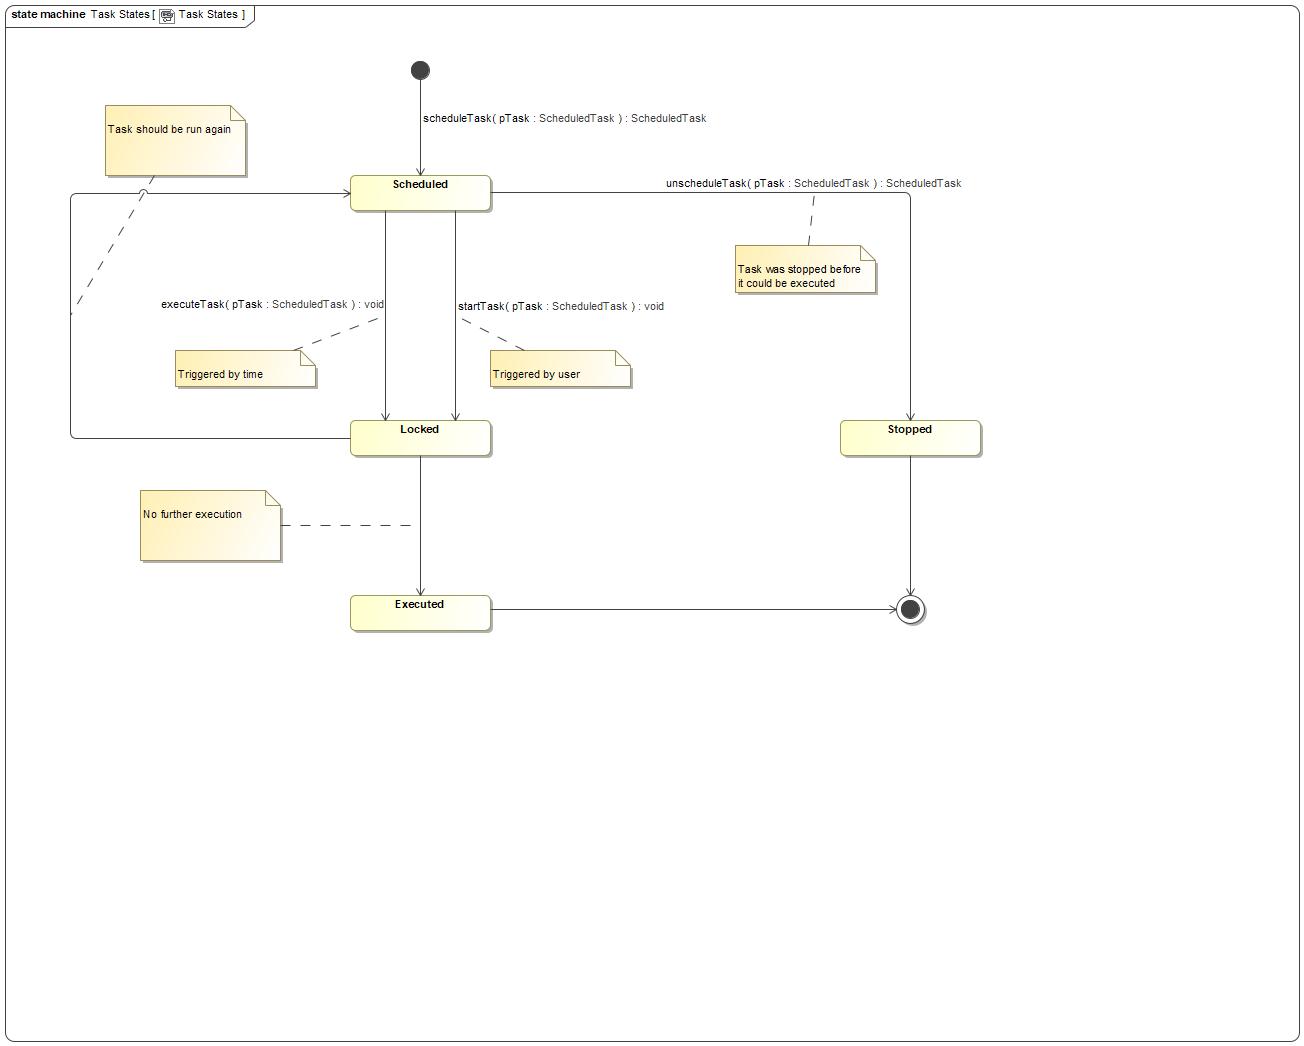 state machine Task States [ Task States ]
scheduleTask( pTask : ScheduledTask ) : ScheduledTask
Task should be run again
Scheduled
unscheduleTask( pTask : ScheduledTask ) : ScheduledTask
Task was stopped before
it could be executed
executeTask( pTask : ScheduledTask ) : void
startTask( pTask : ScheduledTask ) : void
Triggered by time
Triggered by user
Locked
Stopped
No further execution
Executed